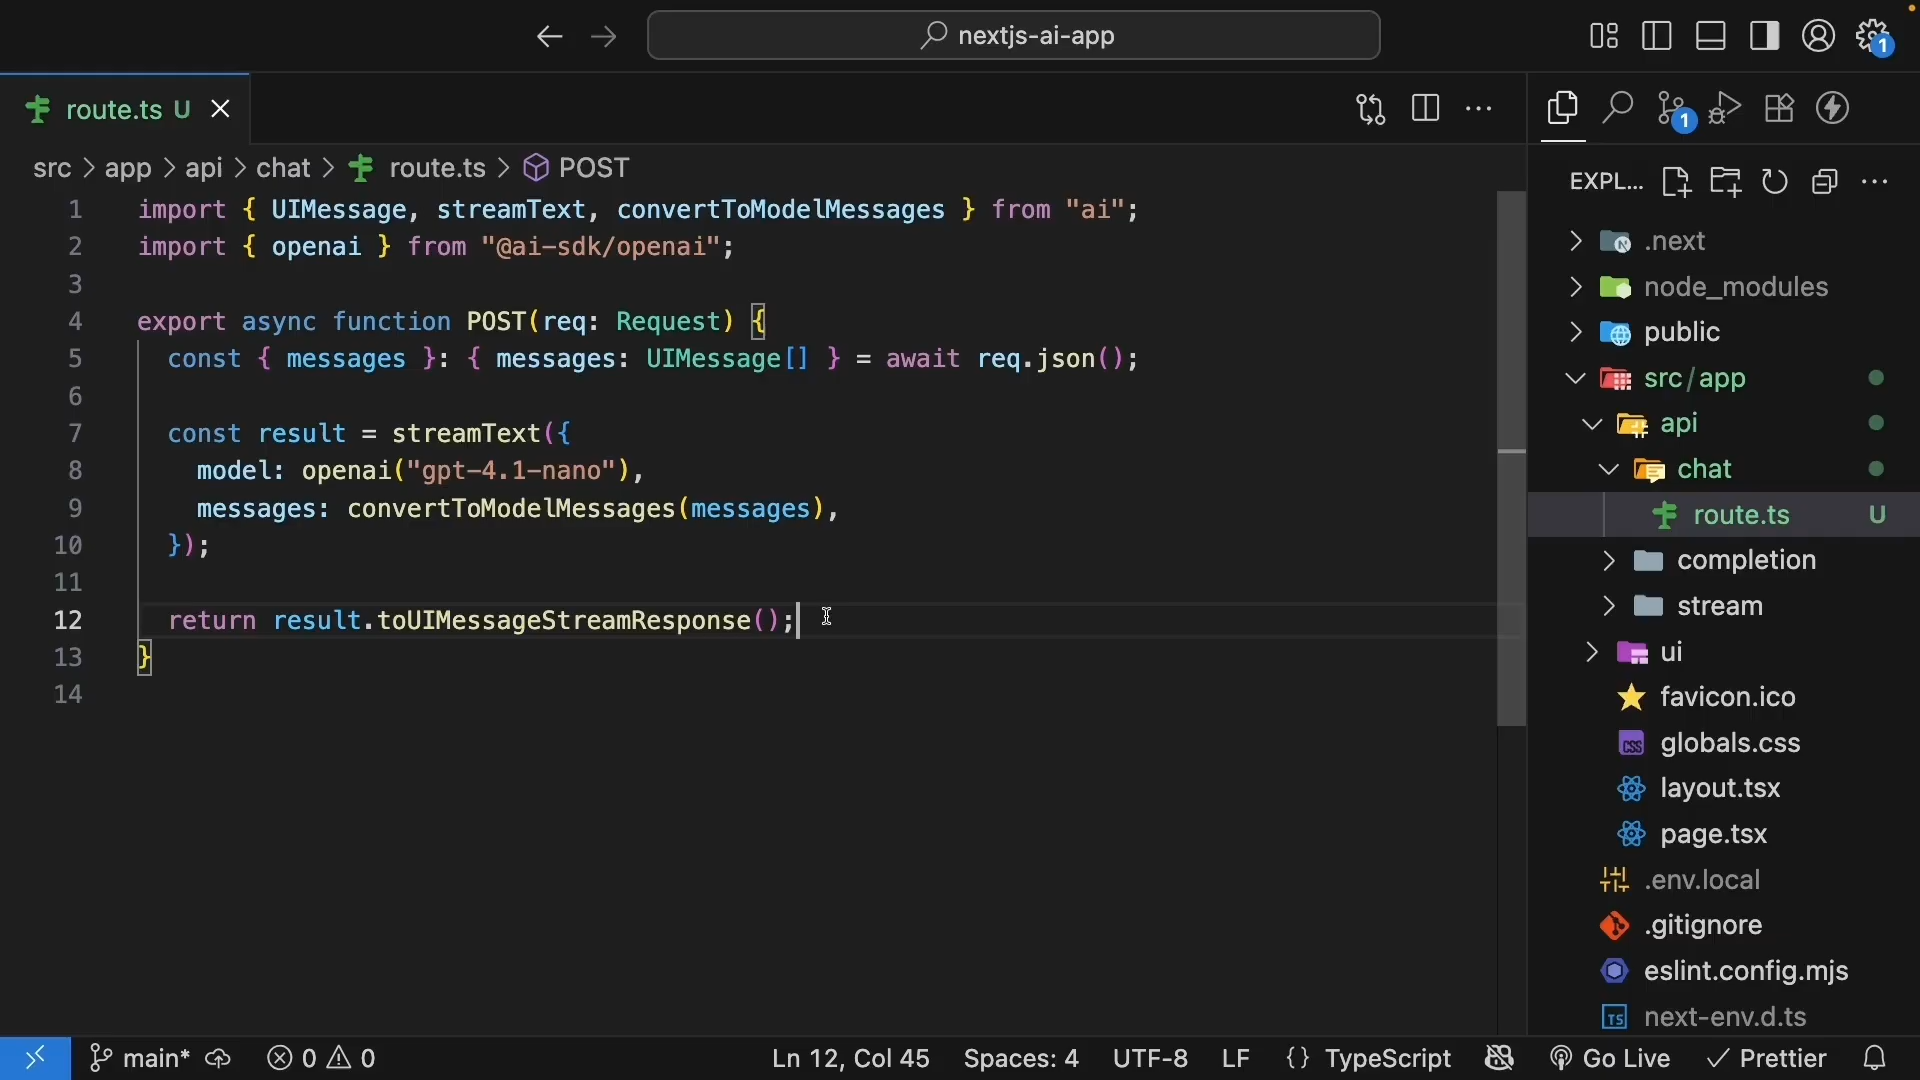 nextjs-ai-app
1
route.ts U
1
src > app > api > chat > route.ts > POST
EXPL...
1 import { UIMessage, streamText, convertToModelMessages } from "ai";
2 import { openai } from "@ai-sdk/openai";
3
4 export async function POST(req: Request) {
5 const { messages }: { messages: UIMessage[] } = await req.json();
6
7 const result = streamText({
8 model: openai("gpt-4.1-nano"),
9 messages: convertToModelMessages(messages),
10 });
11
12 return result.toUIMessageStreamResponse();
13 }
14
.next
node_modules
public
src/app
api
chat
route.ts U
completion
stream
ui
favicon.ico
globals.css
layout.tsx
page.tsx
.env.local
.gitignore
eslint.config.mjs
next-env.d.ts
main* 0 0 Ln 12, Col 45 Spaces: 4 UTF-8 LF {} TypeScript Go Live Prettier